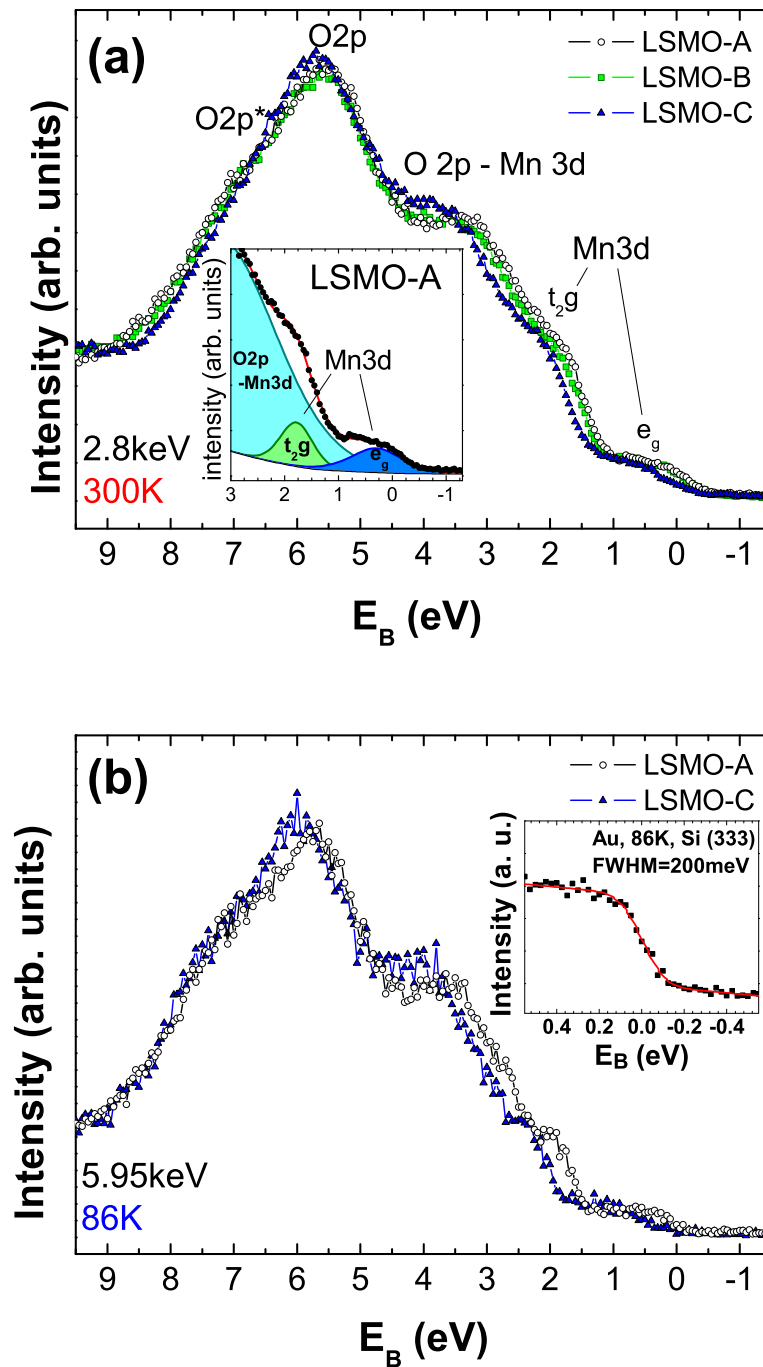 (a)
O2p
O2p*
O 2p - Mn 3d
Mn3d
t2g
eg
LSMO-A
LSMO-B
LSMO-C
Intensity (arb. units)
2.8keV
300K
LSMO-A
intensity (arb. units)
O2p
-Mn3d
Mn3d
t2g
eg
3 2 1 0 -1
9 8 7 6 5 4 3 2 1 0 -1
EB (eV)
(b)
LSMO-A
LSMO-C
Intensity (arb. units)
5.95keV
86K
Au, 86K, Si (333)
FWHM=200meV
Intensity (a. u.)
0.4 0.2 0.0 -0.2 -0.4
EB (eV)
9 8 7 6 5 4 3 2 1 0 -1
EB (eV)